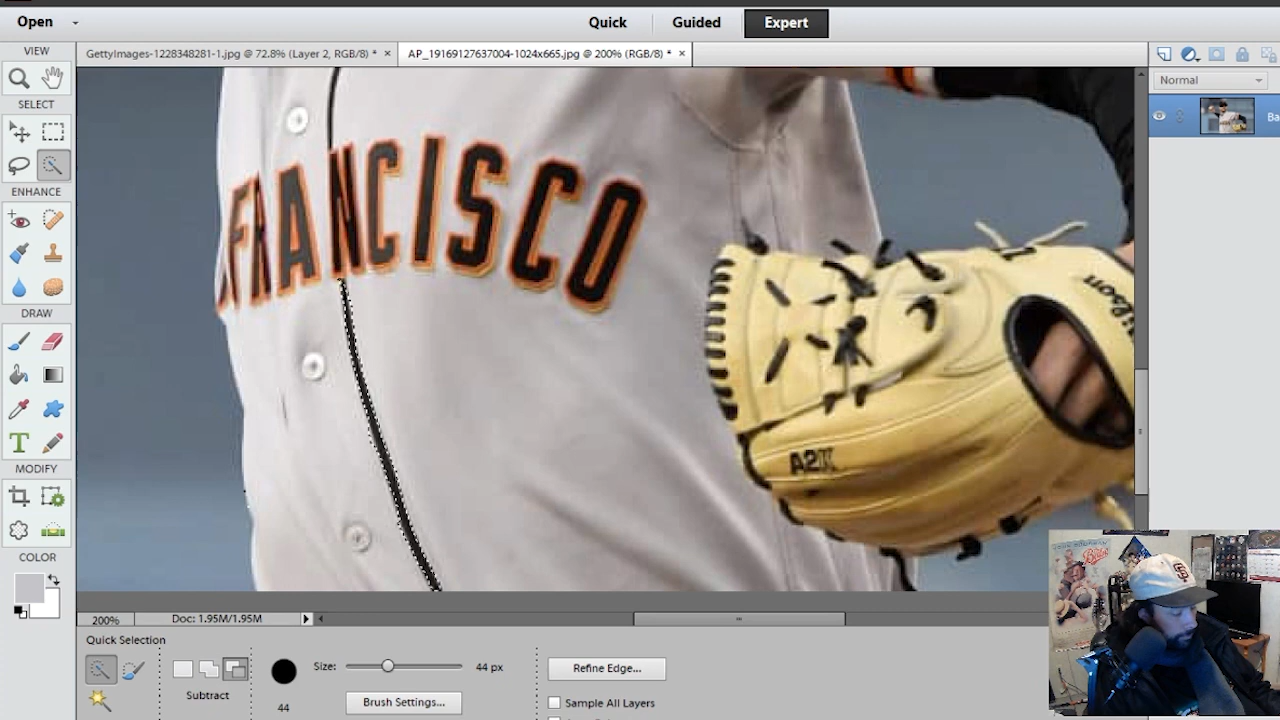 Open
Quick
Guided
Expert
VIEW
GettyImages-1228348281-1.jpg @ 72.8% (Layer 2, RGB/8) * ×
AP_19169127637004-1024x665.jpg @ 200% (RGB/8) * ×
Normal
SELECT
Ba
FRANCISCO
ENHANCE
Wilson
DRAW
A2K
T
MODIFY
COLOR
200%
Doc: 1.95M/1.95M
Quick Selection
Size:
44 px
Refine Edge...
Subtract
44
Brush Settings...
Sample All Layers